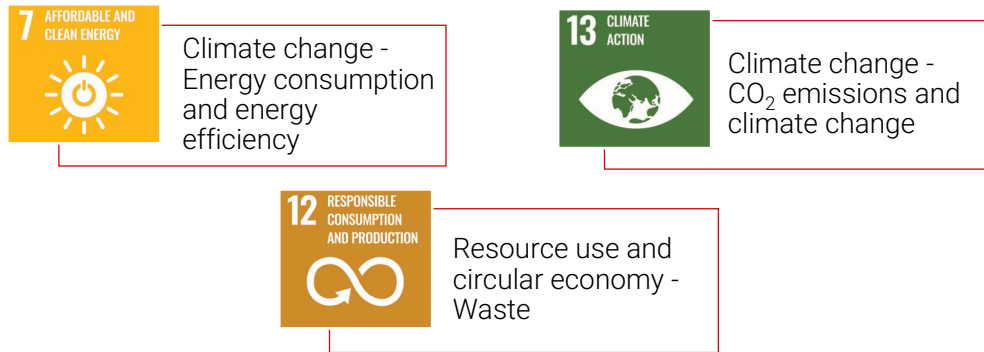 7 AFFORDABLE AND
CLEAN ENERGY
Climate change -
Energy consumption
and energy
efficiency
13 CLIMATE
ACTION
Climate change -
CO₂ emissions and
climate change
12 RESPONSIBLE
CONSUMPTION
AND PRODUCTION
Resource use and
circular economy -
Waste